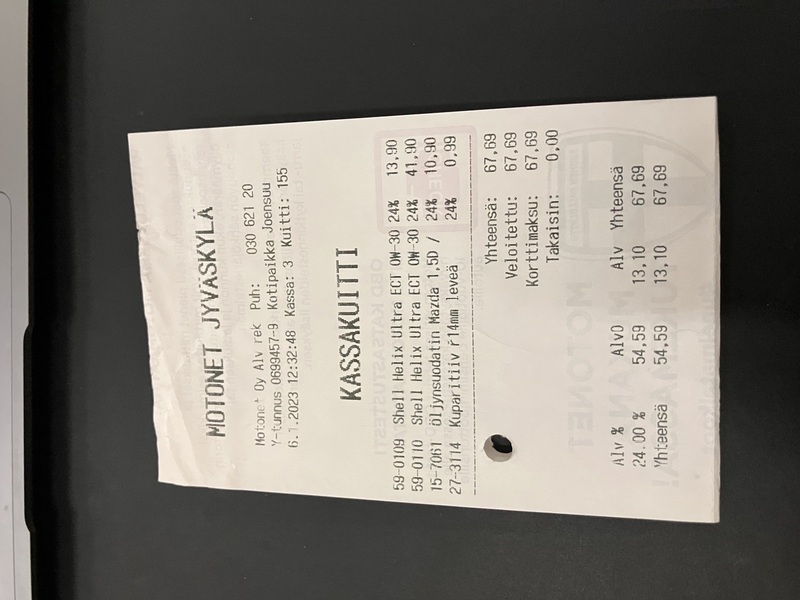 MOTONET JYVÄSKYLÄ
Motonet Oy Alv rek Puh: 030 621 20
Y-tunnus 0699457-9 Kotipaikka Joensuu
6.1.2023 12:32:48 Kassa: 3 Kuitti: 155
KASSAKUITTI
59-0109 Shell Helix Ultra ECT 0W-30 24% 13,90
59-0110 Shell Helix Ultra ECT 0W-30 24% 41,90
15-7061 öljynsuodatin Mazda 1,5D / 24% 10,90
27-3114 Kuparitiiv ř14mm leveä 24% 0,99
Yhteensä: 67,69
Veloitettu: 67,69
Korttimaksu: 67,69
Takaisin: 0,00
Alv % Alv0 Alv Yhteensä
24.00 % 54,59 13,10 67,69
Yhteensä 54,59 13,10 67,69